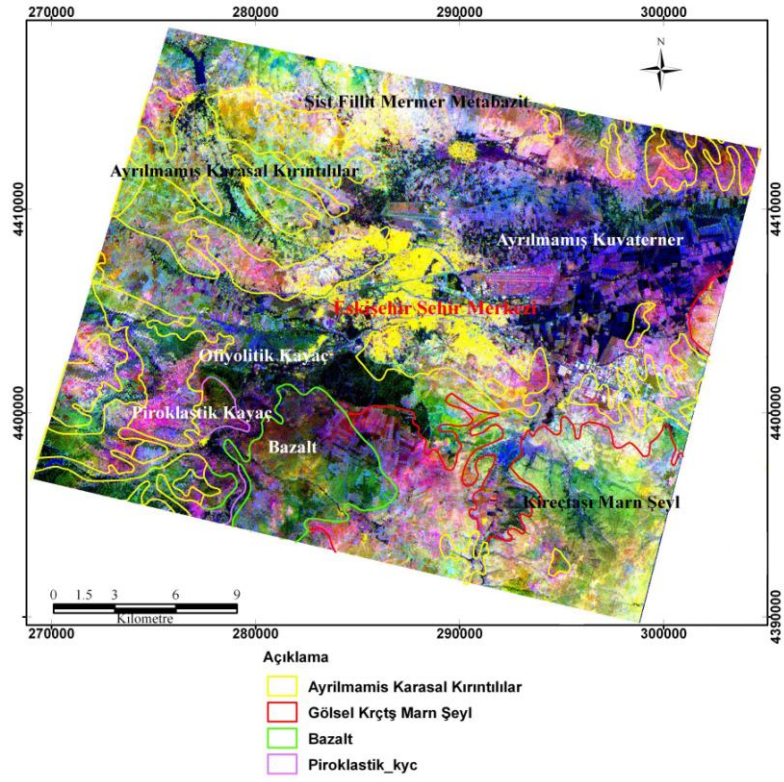 270000 280000 290000 300000
N
Şist Fillit Mermer Metabazit
Ayrılmamış Karasal Kırıntılılar
4410000
4410000
Ayrılmamış Kuvaterner
Eskişehir Şehir Merkezi
Ofiyolitik Kayaç
4400000
4400000
Piroklastik Kayaç
Bazalt
Kireçtaşı Marn Şeyl
0 1.5 3 6 9
Kilometre
4390000
270000 280000 290000 300000
Açıklama
Ayrilmamis Karasal Kırıntılılar
Gölsel Krçtş Marn Şeyl
Bazalt
Piroklastik_kyc